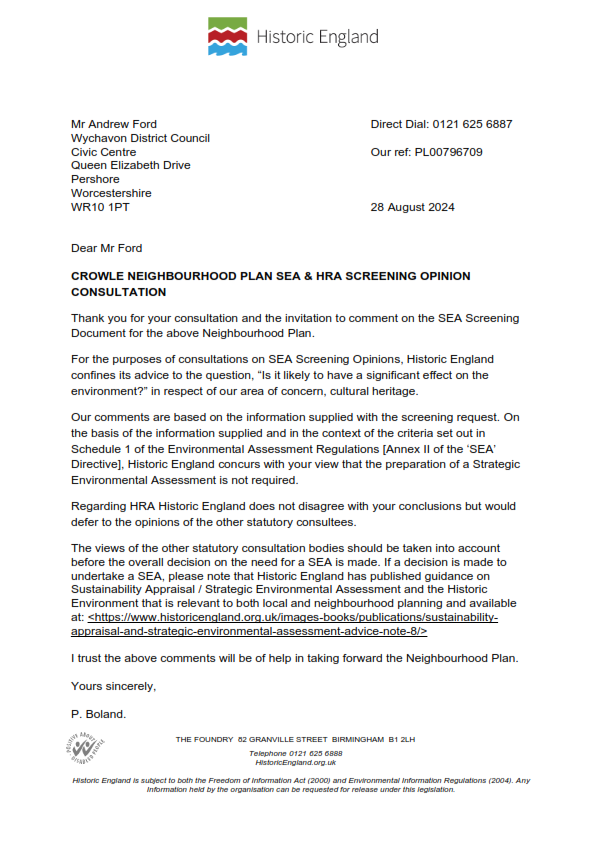 Historic England
Mr Andrew Ford
Direct Dial: 0121 625 6887
Wychavon District Council
Civic Centre
Our ref: PL00796709
Queen Elizabeth Drive
Pershore
Worcestershire
WR10 1PT
28 August 2024
Dear Mr Ford
CROWLE NEIGHBOURHOOD PLAN SEA & HRA SCREENING OPINION
CONSULTATION
Thank you for your consultation and the invitation to comment on the SEA Screening
Document for the above Neighbourhood Plan.
For the purposes of consultations on SEA Screening Opinions, Historic England
confines its advice to the question, “Is it likely to have a significant effect on the
environment?” in respect of our area of concern, cultural heritage.
Our comments are based on the information supplied with the screening request. On
the basis of the information supplied and in the context of the criteria set out in
Schedule 1 of the Environmental Assessment Regulations [Annex II of the ‘SEA’
Directive], Historic England concurs with your view that the preparation of a Strategic
Environmental Assessment is not required.
Regarding HRA Historic England does not disagree with your conclusions but would
defer to the opinions of the other statutory consultees.
The views of the other statutory consultation bodies should be taken into account
before the overall decision on the need for a SEA is made. If a decision is made to
undertake a SEA, please note that Historic England has published guidance on
Sustainability Appraisal / Strategic Environmental Assessment and the Historic
Environment that is relevant to both local and neighbourhood planning and available
at: <https://www.historicengland.org.uk/images-books/publications/sustainability-
appraisal-and-strategic-environmental-assessment-advice-note-8/>
I trust the above comments will be of help in taking forward the Neighbourhood Plan.
Yours sincerely,
P. Boland.
POSITIVE ABOUT DISABLED PEOPLE
THE FOUNDRY 82 GRANVILLE STREET BIRMINGHAM B1 2LH
Telephone 0121 625 6888
HistoricEngland.org.uk
Historic England is subject to both the Freedom of Information Act (2000) and Environmental Information Regulations (2004). Any
Information held by the organisation can be requested for release under this legislation.